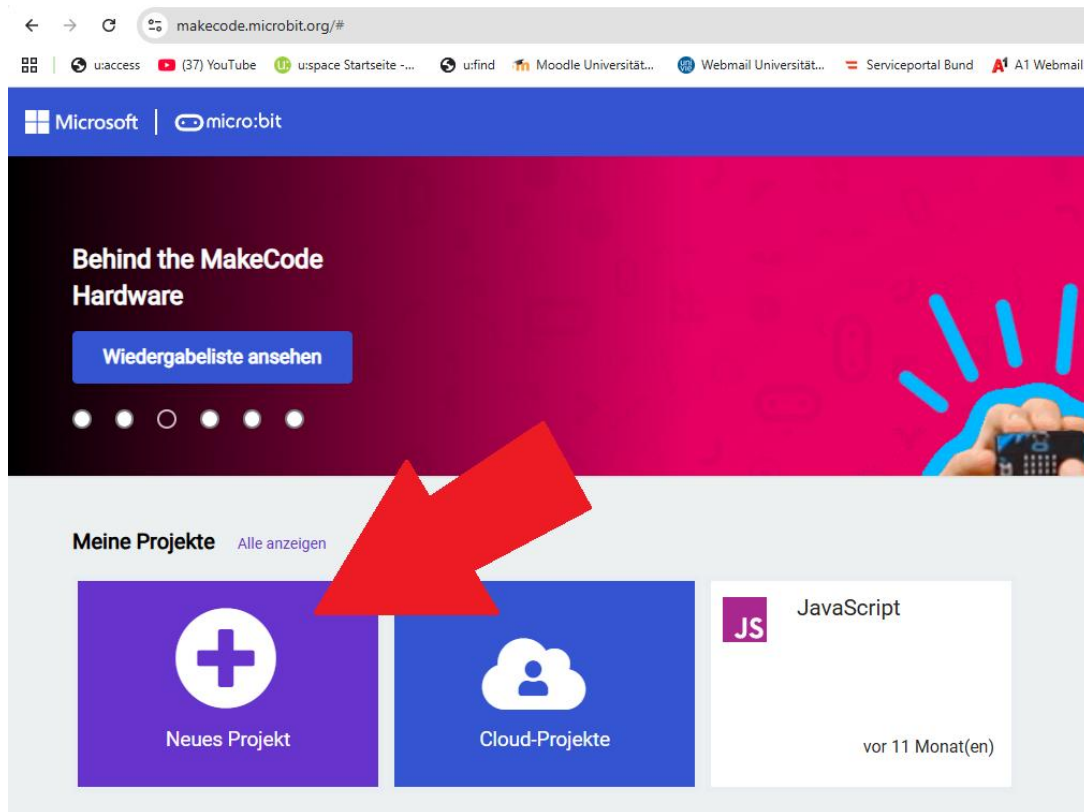 makecode.microbit.org/#
u:access (37) YouTube u: u:space Startseite -... u:find Moodle Universität... Webmail Universität... Serviceportal Bund A1 A1 Webmail
Microsoft micro:bit
Behind the MakeCode
Hardware
Wiedergabeliste ansehen
Meine Projekte Alle anzeigen
Neues Projekt
Cloud-Projekte
JS JavaScript
vor 11 Monat(en)